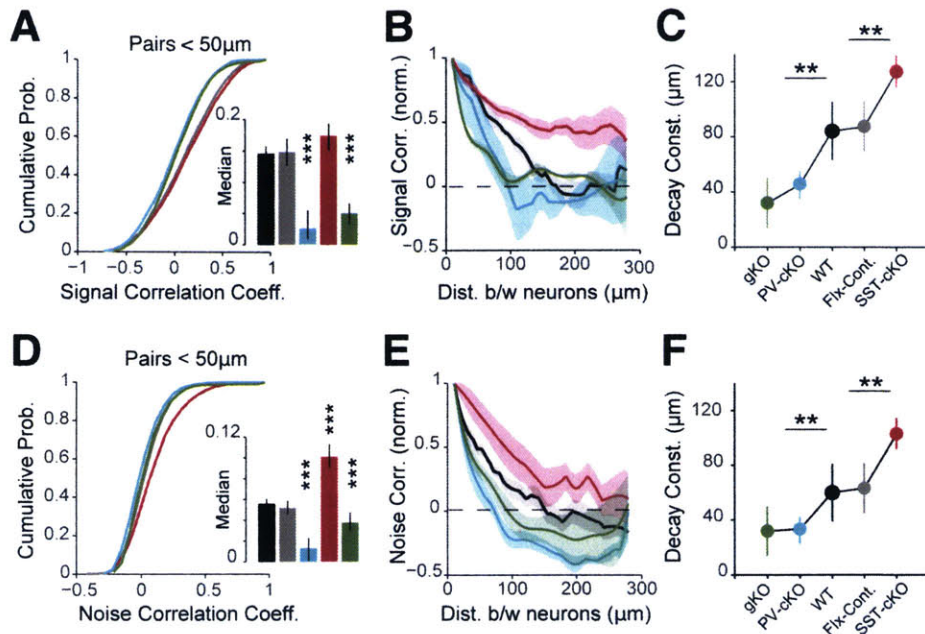 A
Pairs < 50µm
Cumulative Prob.
1
0.8
0.6
0.4
0.2
0
-1
-0.5
0
0.5
1
Signal Correlation Coeff.
Median
0.2
0
***
***
B
Signal Corr. (norm.)
1
0.5
0
-0.5
0
100
200
300
Dist. b/w neurons (µm)
C
Decay Const. (µm)
120
80
40
0
**
**
gKO
PV-cKO
WT
Flx-Cont.
SST-cKO
D
Pairs < 50µm
Cumulative Prob.
1
0.8
0.6
0.4
0.2
0
-0.5
0
0.5
1
Noise Correlation Coeff.
Median
0.12
0
***
***
***
E
Noise Corr. (norm.)
1
0.5
0
-0.5
0
100
200
300
Dist. b/w neurons (µm)
F
Decay Const. (µm)
120
80
40
0
**
**
gKO
PV-cKO
WT
Flx-Cont.
SST-cKO